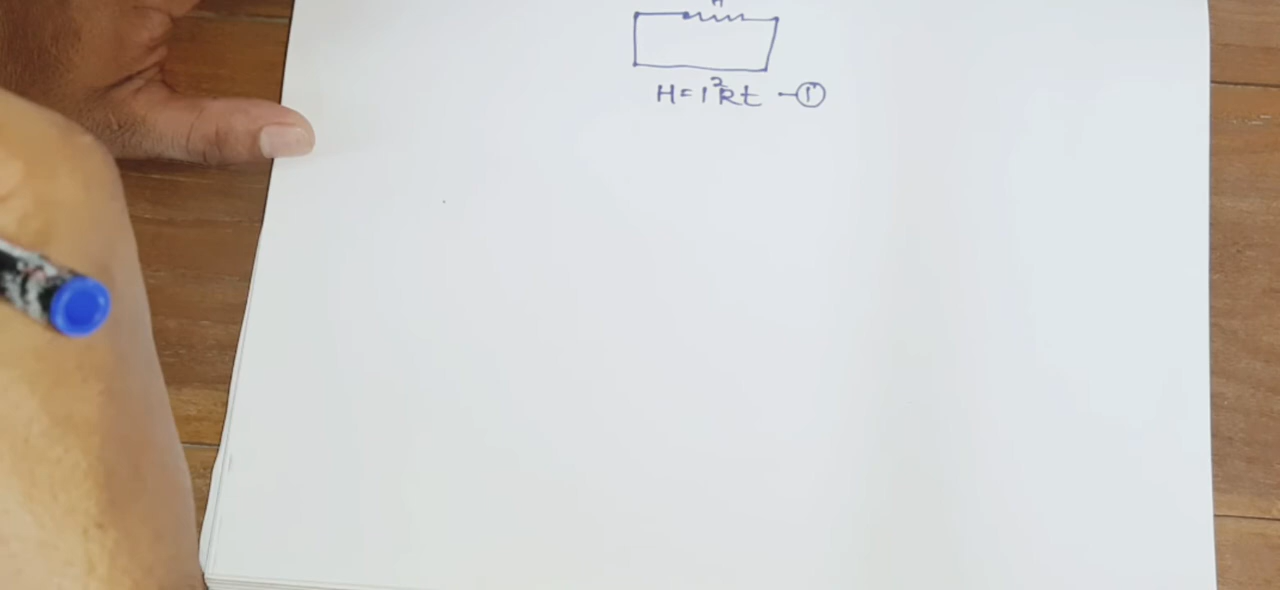 H = I²Rt —①